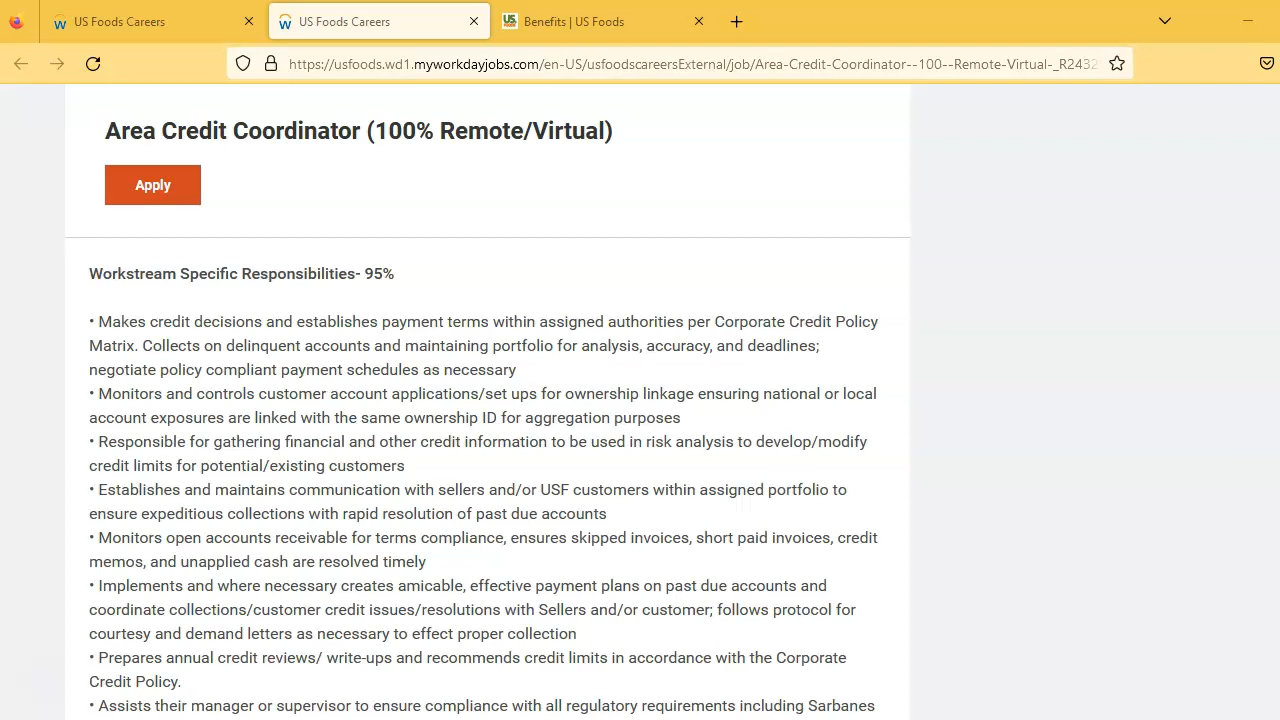 US Foods Careers
US Foods Careers
US.
Benefits | US Foods
https://usfoods.wd1.myworkdayjobs.com/en-US/usfoodscareersExternal/job/Area-Credit-Coordinator--100--Remote-Virtual-_R2432
Area Credit Coordinator (100% Remote/Virtual)
Apply
Workstream Specific Responsibilities- 95%
• Makes credit decisions and establishes payment terms within assigned authorities per Corporate Credit Policy
Matrix. Collects on delinquent accounts and maintaining portfolio for analysis, accuracy, and deadlines;
negotiate policy compliant payment schedules as necessary
• Monitors and controls customer account applications/set ups for ownership linkage ensuring national or local
account exposures are linked with the same ownership ID for aggregation purposes
• Responsible for gathering financial and other credit information to be used in risk analysis to develop/modify
credit limits for potential/existing customers
• Establishes and maintains communication with sellers and/or USF customers within assigned portfolio to
ensure expeditious collections with rapid resolution of past due accounts
• Monitors open accounts receivable for terms compliance, ensures skipped invoices, short paid invoices, credit
memos, and unapplied cash are resolved timely
• Implements and where necessary creates amicable, effective payment plans on past due accounts and
coordinate collections/customer credit issues/resolutions with Sellers and/or customer; follows protocol for
courtesy and demand letters as necessary to effect proper collection
• Prepares annual credit reviews/ write-ups and recommends credit limits in accordance with the Corporate
Credit Policy.
• Assists their manager or supervisor to ensure compliance with all regulatory requirements including Sarbanes